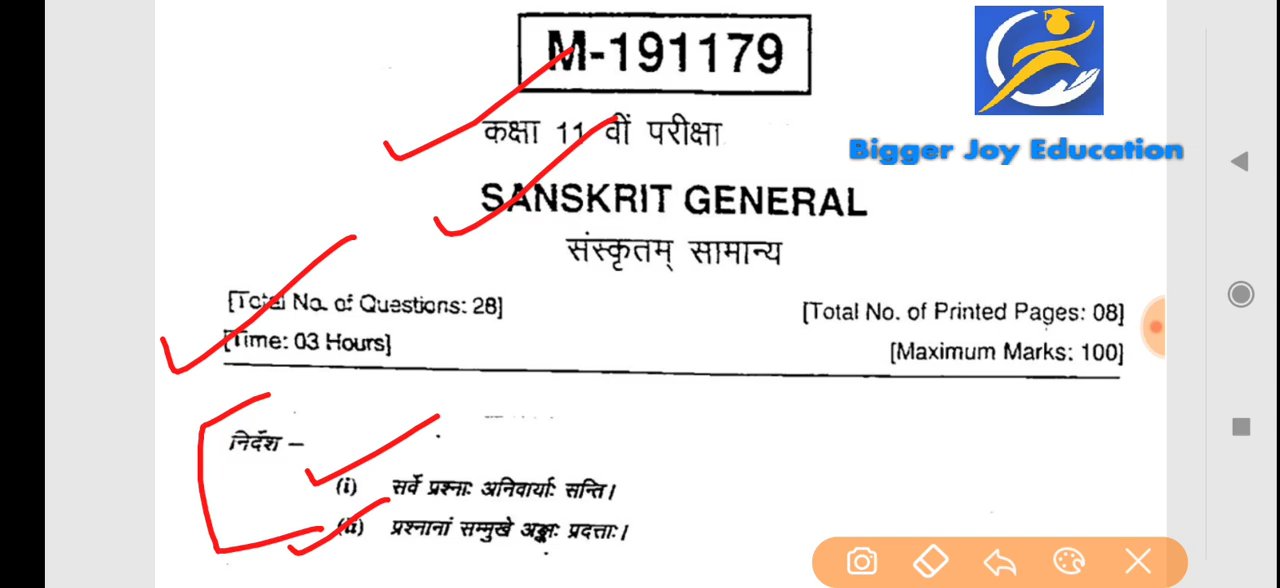 M-191179
कक्षा 11 वीं परीक्षा
Bigger Joy Education
SANSKRIT GENERAL
संस्कृतम् सामान्य
[Total No. of Questions: 28]
[Total No. of Printed Pages: 08]
[Time: 03 Hours]
[Maximum Marks: 100]
निर्देश –
(i) सर्वे प्रश्नाः अनिवार्याः सन्ति।
(ii) प्रश्नानां सम्मुखे अङ्काः प्रदत्ताः।